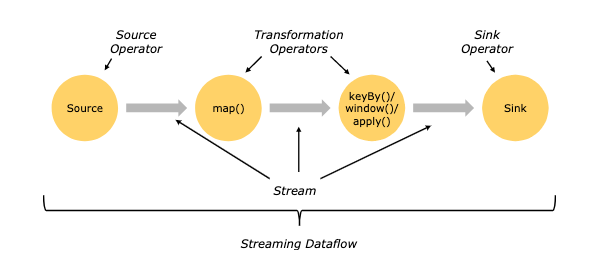 Source
Operator
Transformation
Operators
Sink
Operator
Source
map()
keyBy()/
window()/
apply()
Sink
Stream
Streaming Dataflow